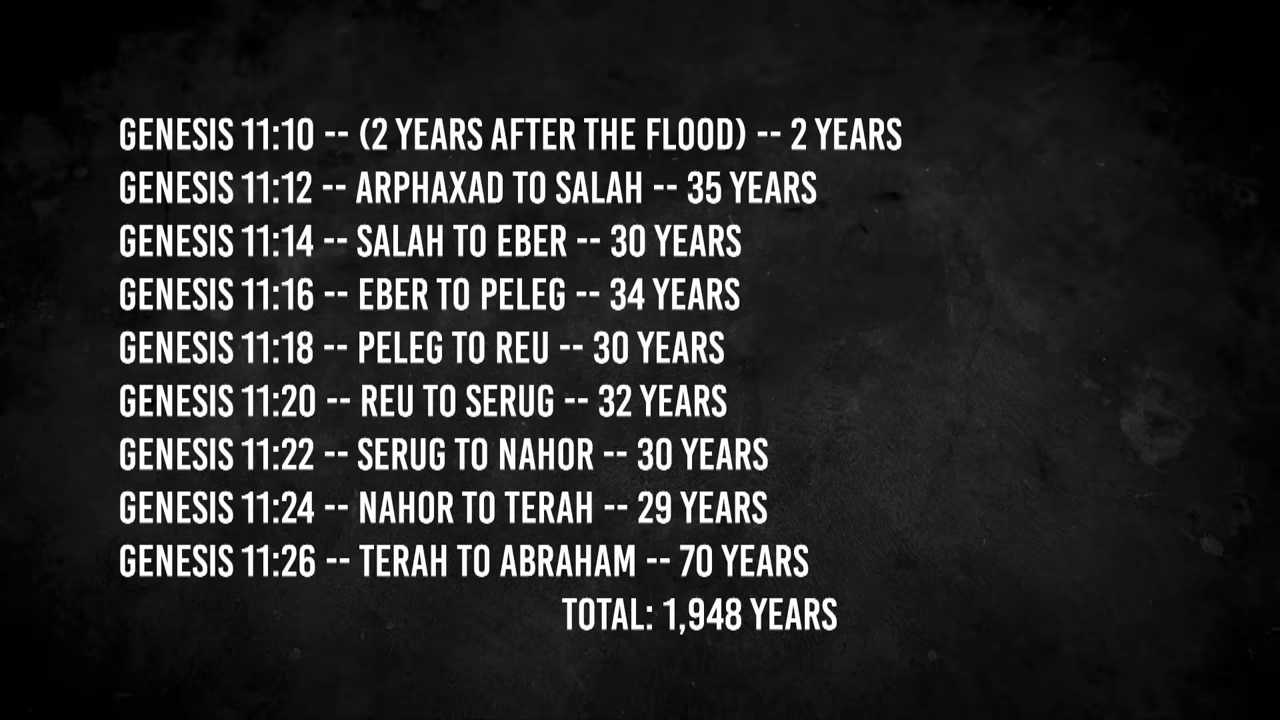 GENESIS 11:10 -- (2 YEARS AFTER THE FLOOD) -- 2 YEARS
GENESIS 11:12 -- ARPHAXAD TO SALAH -- 35 YEARS
GENESIS 11:14 -- SALAH TO EBER -- 30 YEARS
GENESIS 11:16 -- EBER TO PELEG -- 34 YEARS
GENESIS 11:18 -- PELEG TO REU -- 30 YEARS
GENESIS 11:20 -- REU TO SERUG -- 32 YEARS
GENESIS 11:22 -- SERUG TO NAHOR -- 30 YEARS
GENESIS 11:24 -- NAHOR TO TERAH -- 29 YEARS
GENESIS 11:26 -- TERAH TO ABRAHAM -- 70 YEARS
TOTAL: 1,948 YEARS